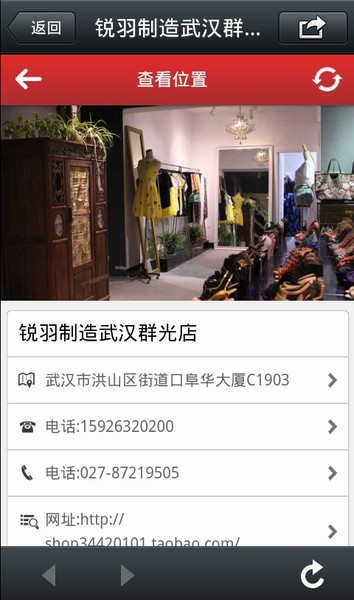 返回
锐羽制造武汉群...
查看位置
锐羽制造武汉群光店
武汉市洪山区街道口阜华大厦C1903
电话:15926320200
电话:027-87219505
网址:http://
shop34420101.taobao.com/